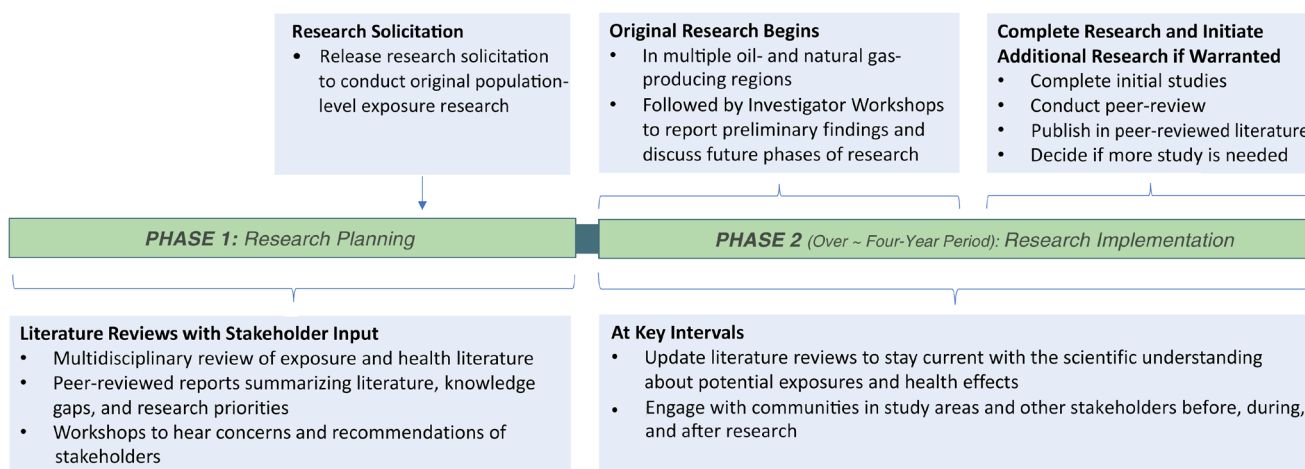 Research Solicitation
• Release research solicitation
to conduct original population-
level exposure research
Original Research Begins
• In multiple oil- and natural gas-
producing regions
• Followed by Investigator Workshops
to report preliminary findings and
discuss future phases of research
Complete Research and Initiate
Additional Research if Warranted
• Complete initial studies
• Conduct peer-review
• Publish in peer-reviewed literature
• Decide if more study is needed
PHASE 1: Research Planning
PHASE 2 (Over ~ Four-Year Period): Research Implementation
Literature Reviews with Stakeholder Input
• Multidisciplinary review of exposure and health literature
• Peer-reviewed reports summarizing literature, knowledge
gaps, and research priorities
• Workshops to hear concerns and recommendations of
stakeholders
At Key Intervals
• Update literature reviews to stay current with the scientific understanding
about potential exposures and health effects
• Engage with communities in study areas and other stakeholders before, during,
and after research